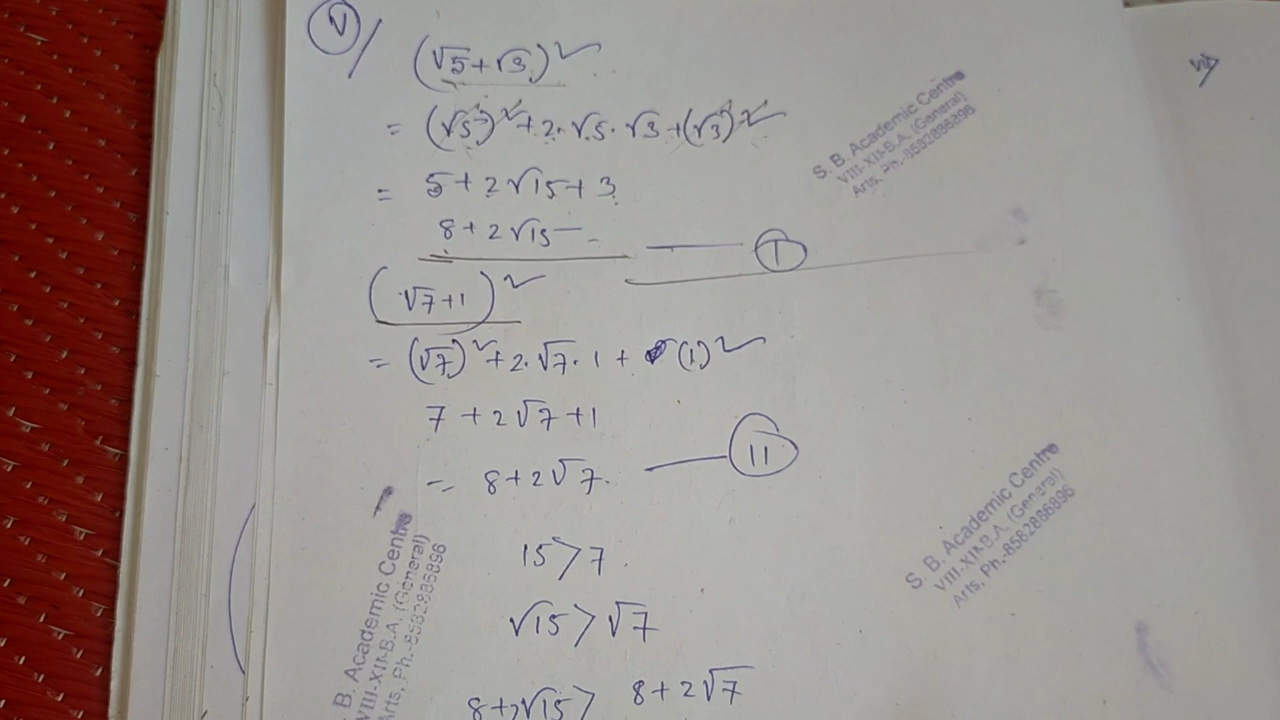 (V)/
(√5+√3)²
= (√5)²+2·√5·√3+(√3)²
= 5+2√15+3
8+2√15 — (I)
(√7+1)²
= (√7)²+2·√7·1+(1)²
7+2√7+1
= 8+2√7. — (II)
15>7.
√15>√7
8+2√15> 8+2√7
S. B. Academic Centre
VIII-XII-B.A. (General)
Arts, Ph.-8582886896
S. B. Academic Centre
VIII-XII-B.A. (General)
Arts, Ph.-8582886896
B. Academic Centre
VIII-XII-B.A. (General)
Arts, Ph.-8582886896